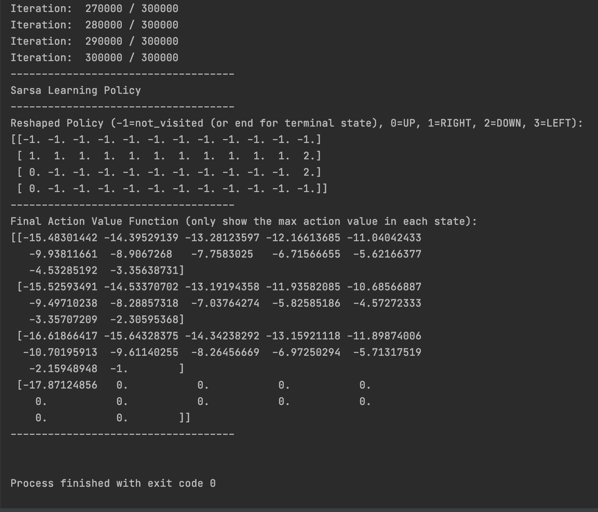 Iteration:  270000 / 300000
Iteration:  280000 / 300000
Iteration:  290000 / 300000
Iteration:  300000 / 300000
------------------------------------
Sarsa Learning Policy
------------------------------------
Reshaped Policy (-1=not_visited (or end for terminal state), 0=UP, 1=RIGHT, 2=DOWN, 3=LEFT):
[[-1. -1. -1. -1. -1. -1. -1. -1. -1. -1. -1. -1.]
 [ 1.  1.  1.  1.  1.  1.  1.  1.  1.  1.  1.  2.]
 [ 0. -1. -1. -1. -1. -1. -1. -1. -1. -1. -1.  2.]
 [ 0. -1. -1. -1. -1. -1. -1. -1. -1. -1. -1. -1.]]
------------------------------------
Final Action Value Function (only show the max action value in each state):
[[-15.48301442 -14.39529139 -13.28123597 -12.16613685 -11.04042433
   -9.93811661  -8.9067268   -7.7583025   -6.71566655  -5.62166377
   -4.53285192  -3.35638731]
 [-15.52593491 -14.53370702 -13.19194358 -11.93582085 -10.68566887
   -9.49710238  -8.28857318  -7.03764274  -5.82585186  -4.57272333
   -3.35707209  -2.30595368]
 [-16.61866417 -15.64328375 -14.34238292 -13.15921118 -11.89874006
  -10.70195913  -9.61140255  -8.26456669  -6.97250294  -5.71317519
   -2.15948948  -1.        ]
 [-17.87124856   0.           0.           0.           0.
    0.           0.           0.           0.           0.
    0.           0.        ]]
------------------------------------
Process finished with exit code 0